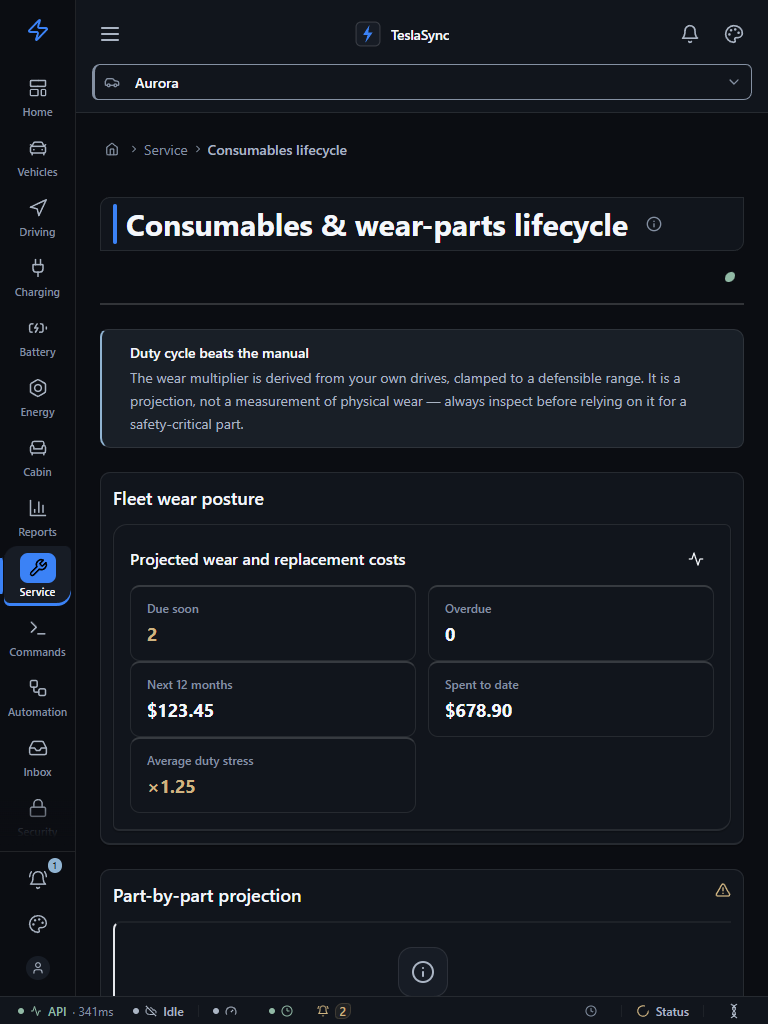 TeslaSync
Aurora
Home
Vehicles
Driving
Charging
Battery
Energy
Cabin
Reports
Service
Commands
Automation
Inbox
Security
1
Service
Consumables lifecycle
Consumables & wear-parts lifecycle
Duty cycle beats the manual
The wear multiplier is derived from your own drives, clamped to a defensible range. It is a
projection, not a measurement of physical wear — always inspect before relying on it for a
safety-critical part.
Fleet wear posture
Projected wear and replacement costs
Due soon
2
Overdue
0
Next 12 months
$123.45
Spent to date
$678.90
Average duty stress
×1.25
Part-by-part projection
API · 341ms
Idle
2
Status